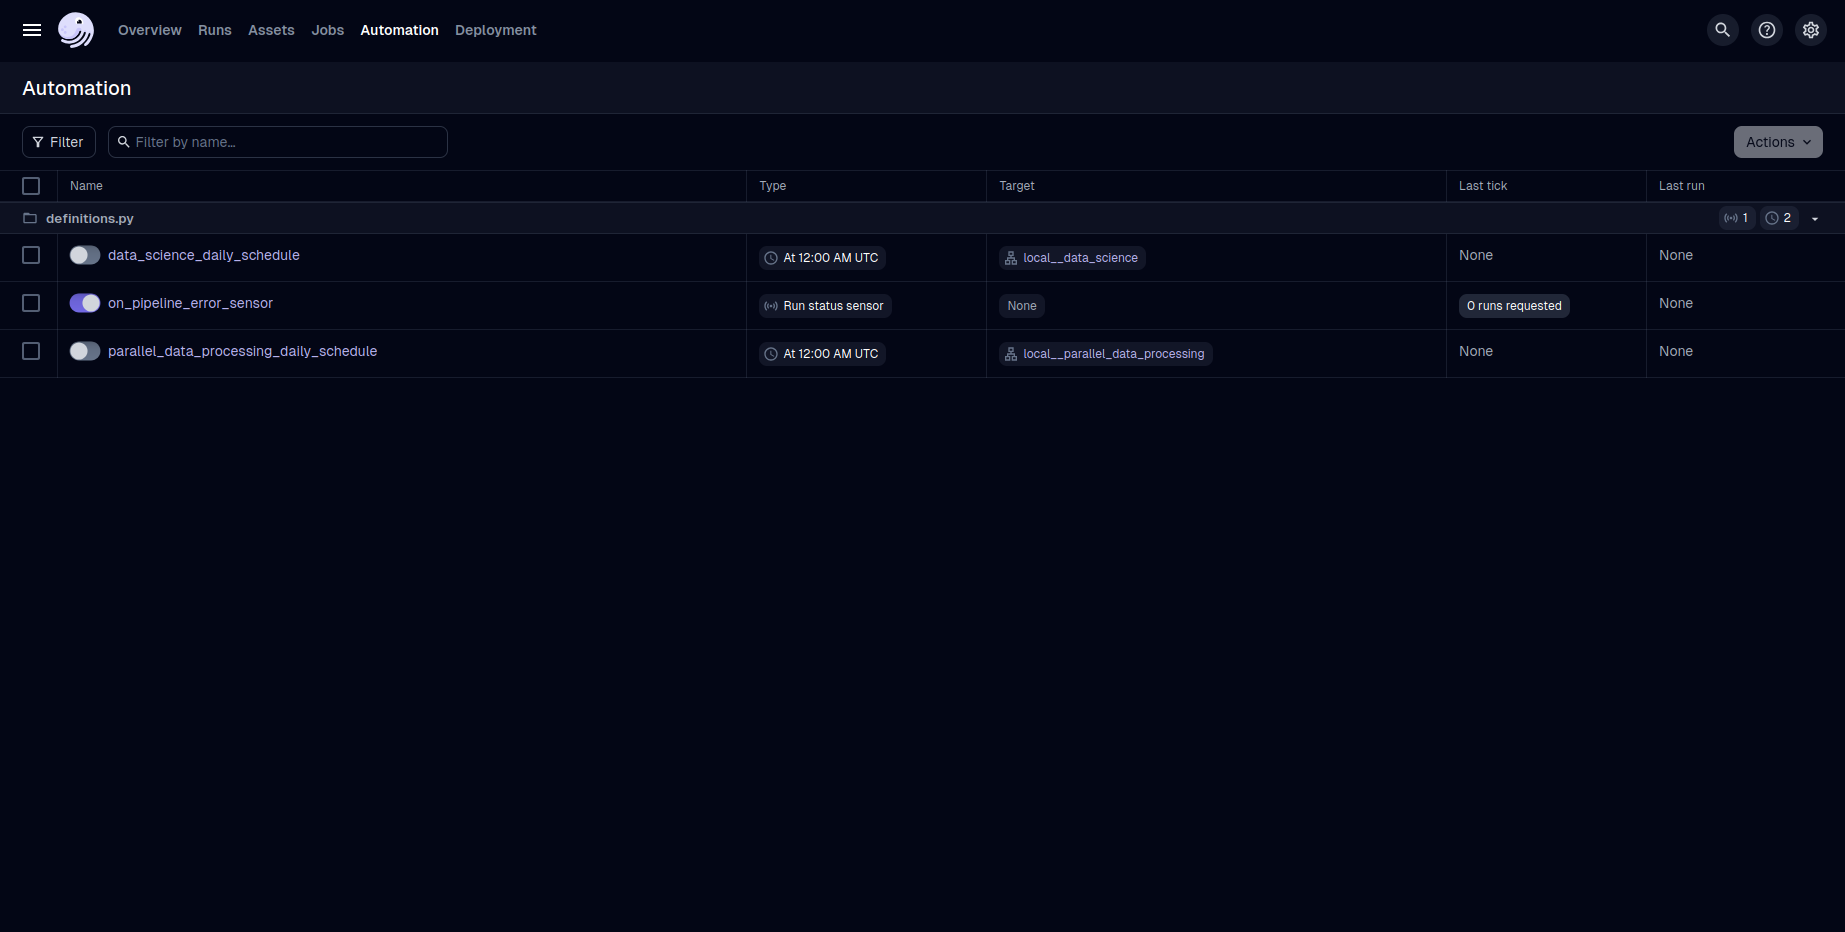 Overview Runs Assets Jobs Automation Deployment
Automation
Filter Filter by name... Actions
Name Type Target Last tick Last run
definitions.py 1 2
data_science_daily_schedule At 12:00 AM UTC local__data_science None None
on_pipeline_error_sensor Run status sensor None 0 runs requested None
parallel_data_processing_daily_schedule At 12:00 AM UTC local__parallel_data_processing None None